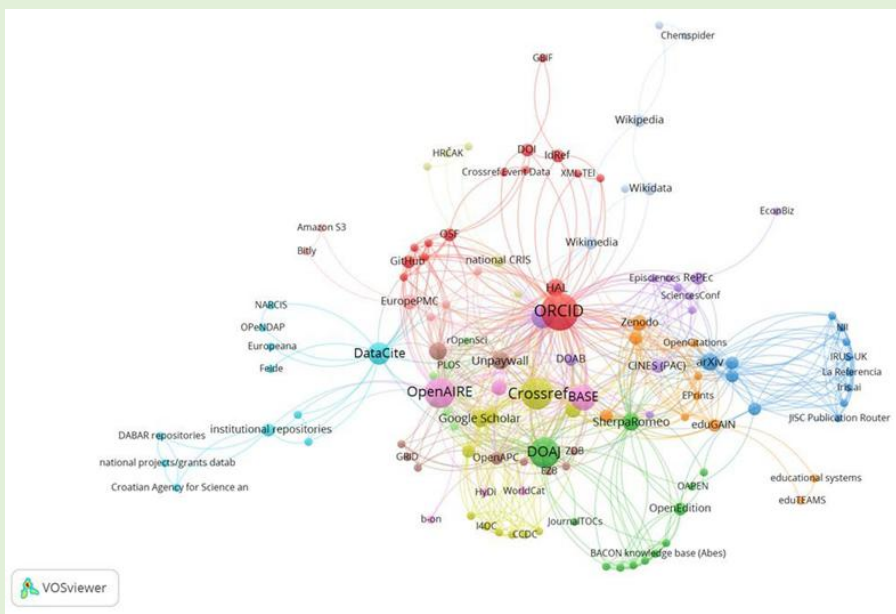 Chemspider
GBIF
Wikipedia
HRČAK
DOI
IdRef
Crossref Event Data
XML-TEI
Wikidata
EconBiz
Amazon S3
OSF
Bitly
Wikimedia
GitHub
national CRIS
Episciences
RePEc
HAL
SciencesConf
NARCIS
EuropePMC
ORCID
OPeNDAP
Zenodo
NII
rOpenSci
OpenCitations
Europeana
DataCite
DOAB
IRUS-UK
PLOS
Unpaywall
CINES (PAC)
arXiv
Feide
La Referencia
OpenAIRE
Crossref
BASE
EPrints
Iris.ai
Google Scholar
SherpaRomeo
eduGAIN
JISC Publication Router
institutional repositories
DABAR repositories
DOAJ
ZDB
GRID
OpenAPC
national projects/grants datab
EZB
educational systems
Croatian Agency for Science an
HyDi
WorldCat
OAPEN
eduTEAMS
OpenEdition
b-on
I4OC
JournalTOCs
CCDC
BACON knowledge base (Abes)
VOSviewer